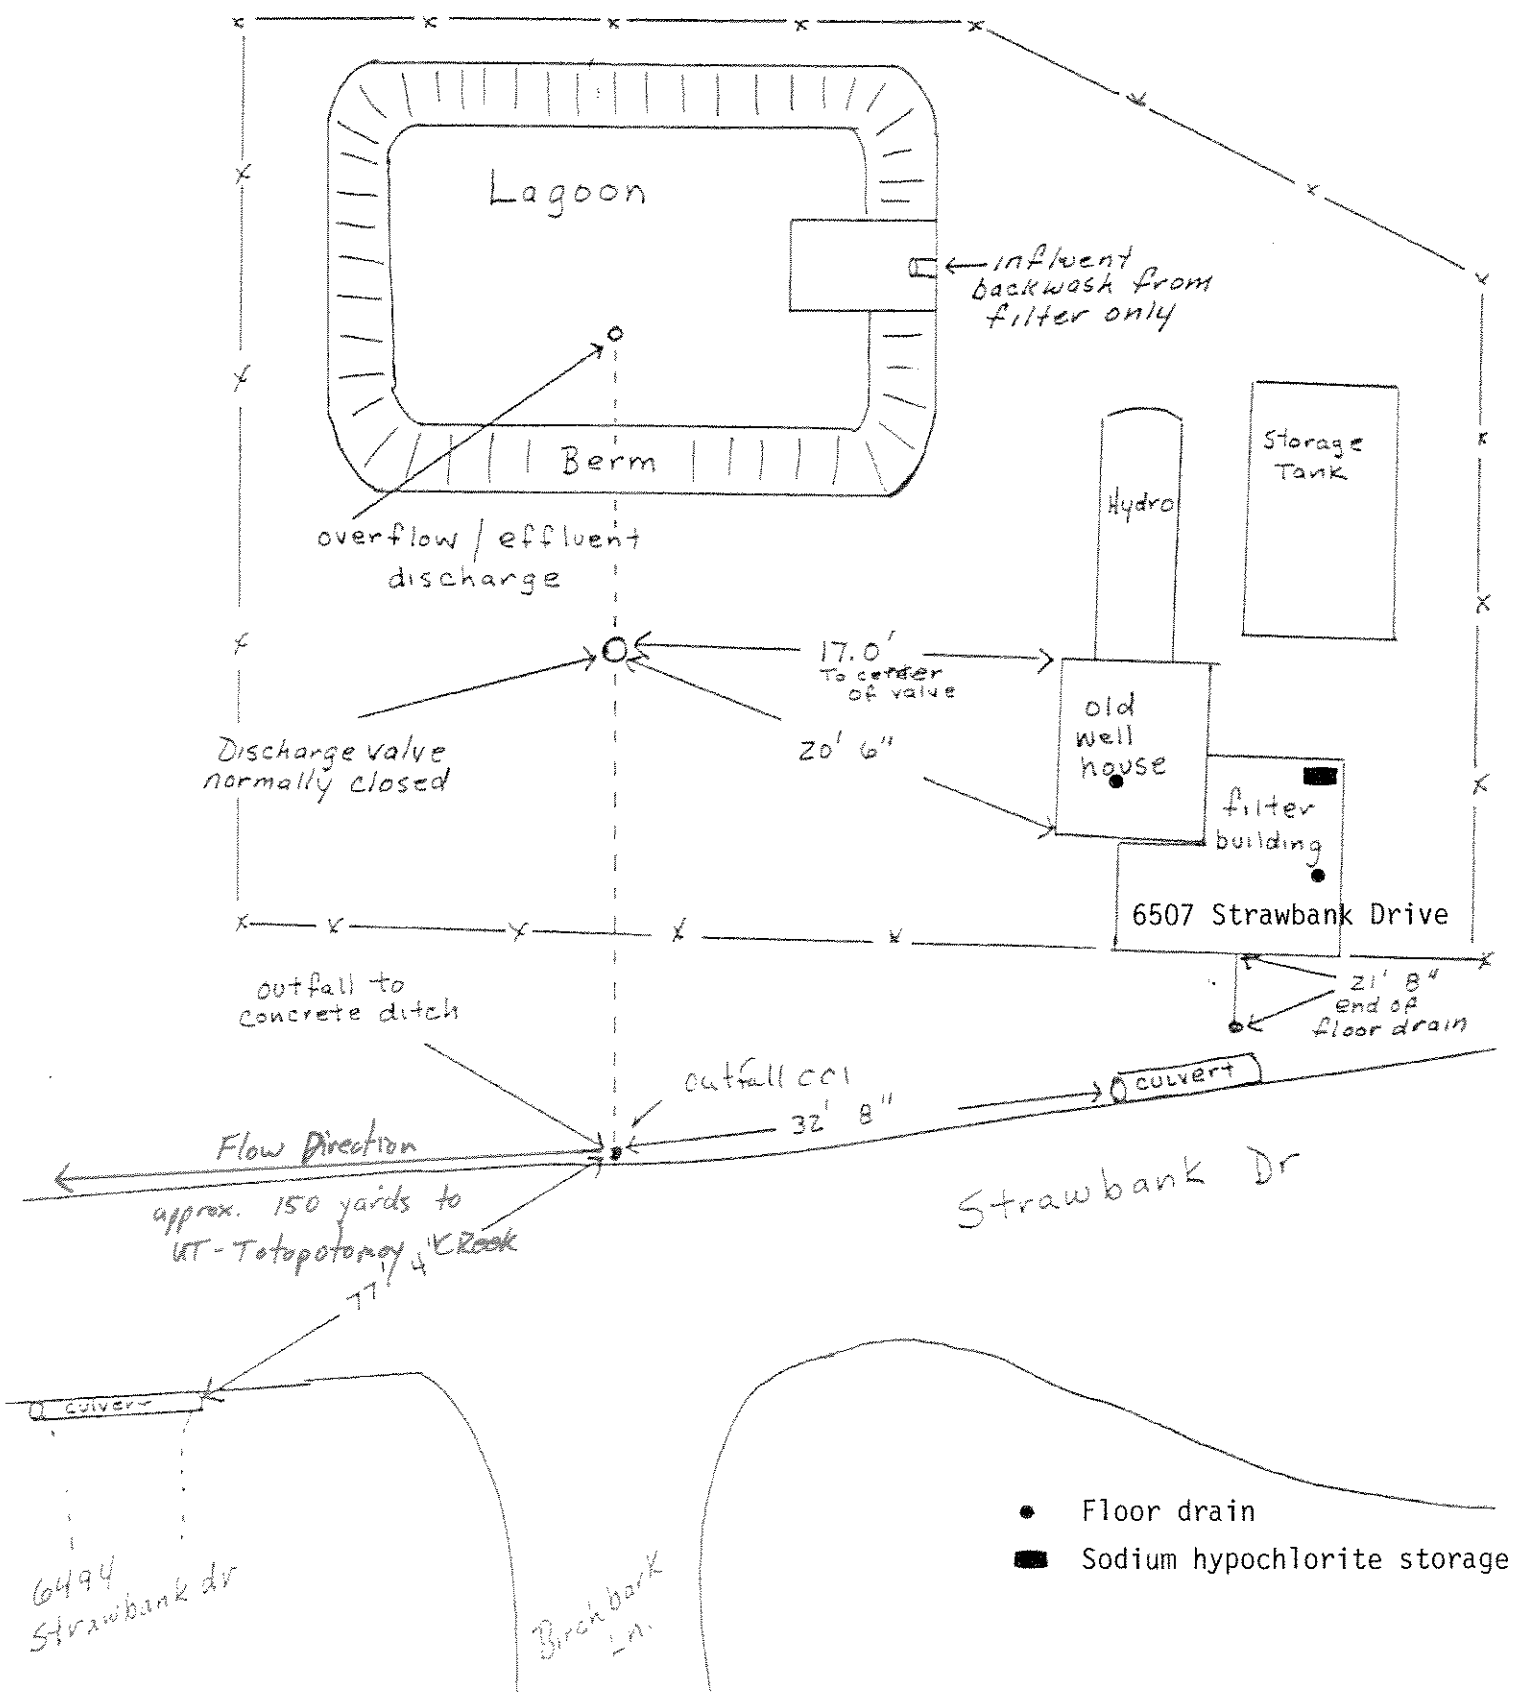 Lagoon
influent
backwash from
filter only
Berm
Hydro
Storage
Tank
overflow / effluent
discharge
17.0'
To center
of valve
20' 6"
Discharge valve
normally closed
old
well
house
filter
building
6507 Strawbank Drive
outfall to
concrete ditch
21' 8"
end of
floor drain
outfall 001
32' 8"
culvert
Flow Direction
approx. 150 yards to
UT-Totopotomoy CReek
77' 4"
Strawbank Dr
culvert
6494
Strawbank dr
Birchbark
Ln.
Floor drain
Sodium hypochlorite storage